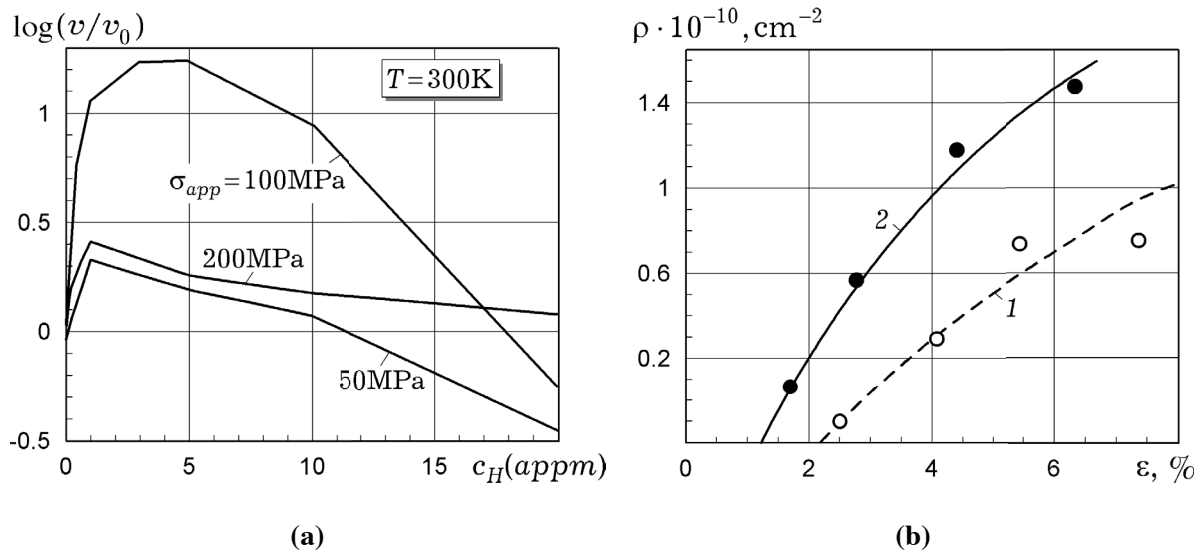 log(v/v₀)
1
0.5
0
-0.5
T=300K
σ_app=100MPa
200MPa
50MPa
0 5 10 15 c_H(appm)
(a)
ρ·10⁻¹⁰, cm⁻²
1.4
1
0.6
0.2
2
1
0 2 4 6 ε, %
(b)